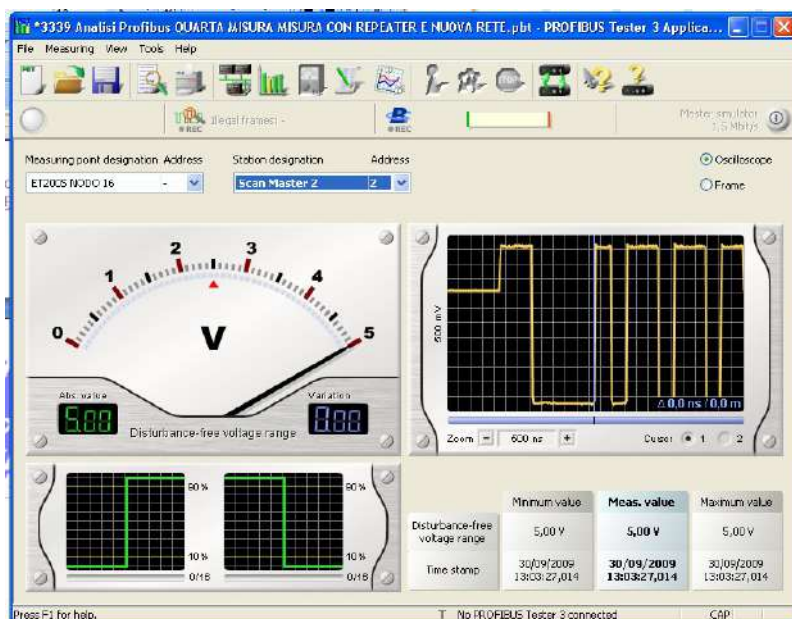 *3339 Analisi Profibus QUARTA MISURA MISURA CON REPEATER E NUOVA RETE.pbt - PROFIBUS Tester 3 Applica...
File Measuring View Tools Help
REC Illegal frames: - REC Master simulator
1,5 Mbit/s
Measuring point designation Address Station designation Address Oscilloscope
ET200S NODO 16 - Scan Master 2 2 Frame
0 1 2 3 4 5
V
Abs. value Variation
5.00
Disturbance-free voltage range
500 mV
Δ 0,0 ns / 0,0 m
Zoom - 600 ns + Cursor 1 2
90% 90%
10% 10%
0/16 0/16
Minimum value Meas. value Maximum value
Disturbance-free voltage range 5,00 V 5,00 V 5,00 V
Time stamp 30/09/2009 13:03:27,014 30/09/2009 13:03:27,014 30/09/2009 13:03:27,014
Press F1 for help. T No PROFIBUS Tester 3 connected CAP